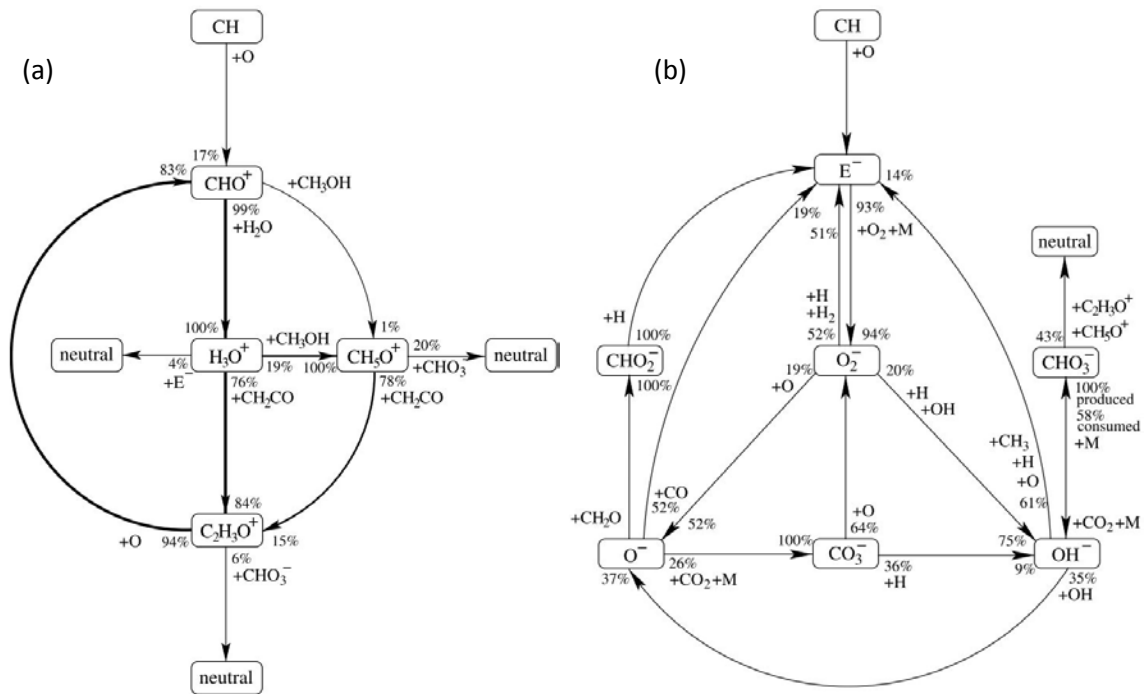 (a)
CH
+O
17%
83%
CHO⁺
+CH₃OH
99%
+H₂O
100%
+CH₃OH
1%
neutral
H₃O⁺
CH₅O⁺
20%
neutral
4%
19%
100%
+CHO₃⁻
+E⁻
76%
78%
+CH₂CO
+CH₂CO
84%
C₂H₃O⁺
+O
94%
15%
6%
+CHO₃⁻
neutral
(b)
CH
+O
E⁻
14%
19%
93%
51%
+O₂+M
neutral
+H
+H
+H₂
+C₂H₃O⁺
+CH₅O⁺
100%
52%
94%
43%
CHO₂⁻
O₂⁻
CHO₃⁻
100%
19%
20%
100%
produced
+O
+H
+OH
58%
consumed
+M
+CH₃
+H
+O
+CO
+CH₂O
52%
52%
+O
64%
61%
+CO₂+M
100%
75%
O⁻
CO₃⁻
OH⁻
37%
26%
36%
9%
35%
+CO₂+M
+H
+OH